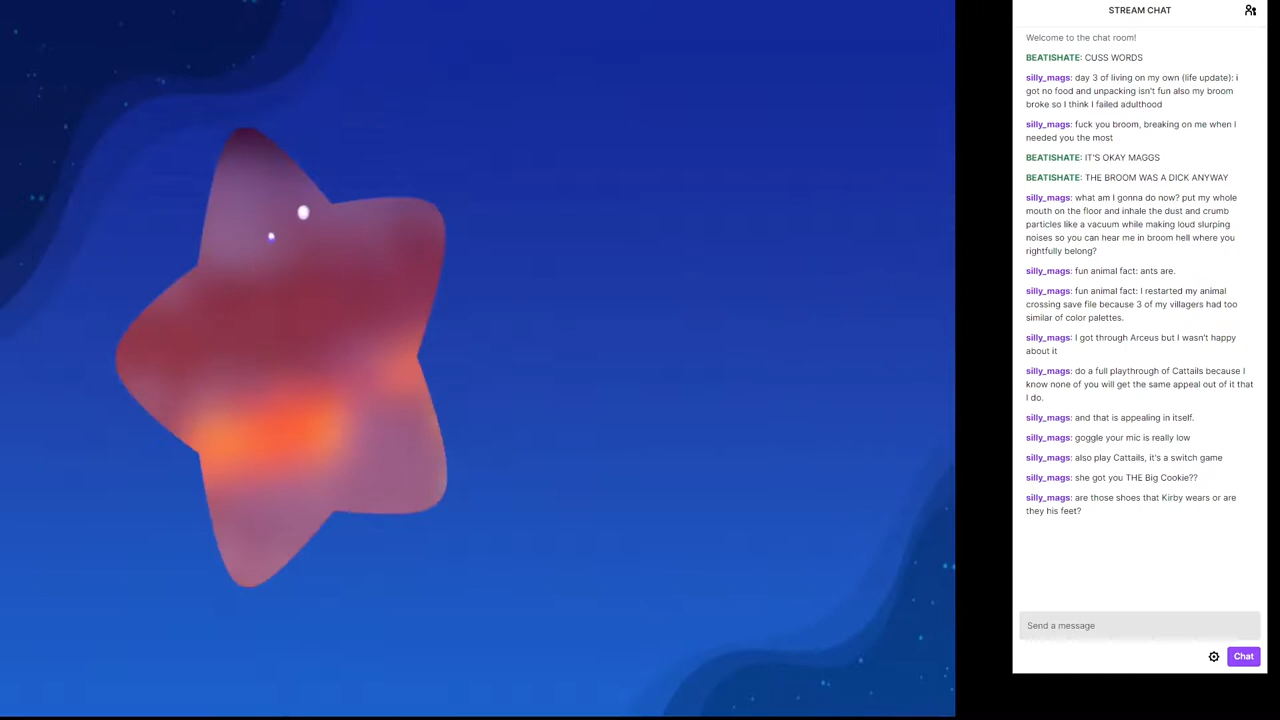 STREAM CHAT
Welcome to the chat room!
BEATISHATE: CUSS WORDS
silly_mags: day 3 of living on my own (life update): i
got no food and unpacking isn't fun also my broom
broke so I think I failed adulthood
silly_mags: fuck you broom, breaking on me when I
needed you the most
BEATISHATE: IT'S OKAY MAGGS
BEATISHATE: THE BROOM WAS A DICK ANYWAY
silly_mags: what am I gonna do now? put my whole
mouth on the floor and inhale the dust and crumb
particles like a vacuum while making loud slurping
noises so you can hear me in broom hell where you
rightfully belong?
silly_mags: fun animal fact: ants are.
silly_mags: fun animal fact: I restarted my animal
crossing save file because 3 of my villagers had too
similar of color palettes.
silly_mags: I got through Arceus but I wasn't happy
about it
silly_mags: do a full playthrough of Cattails because I
know none of you will get the same appeal out of it that
I do.
silly_mags: and that is appealing in itself.
silly_mags: goggle your mic is really low
silly_mags: also play Cattails, it's a switch game
silly_mags: she got you THE Big Cookie??
silly_mags: are those shoes that Kirby wears or are
they his feet?
Send a message
Chat